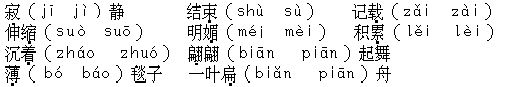 寂(jī jì)静 结束(shù sù) 记载(zǎi zài)
伸缩(suò suō) 明媚(méi mèi) 积累(lěi lèi)
沉着(zháo zhuó) 翩翩(biān piān)起舞
薄(bó báo)毯子 一叶扁(biǎn piān)舟